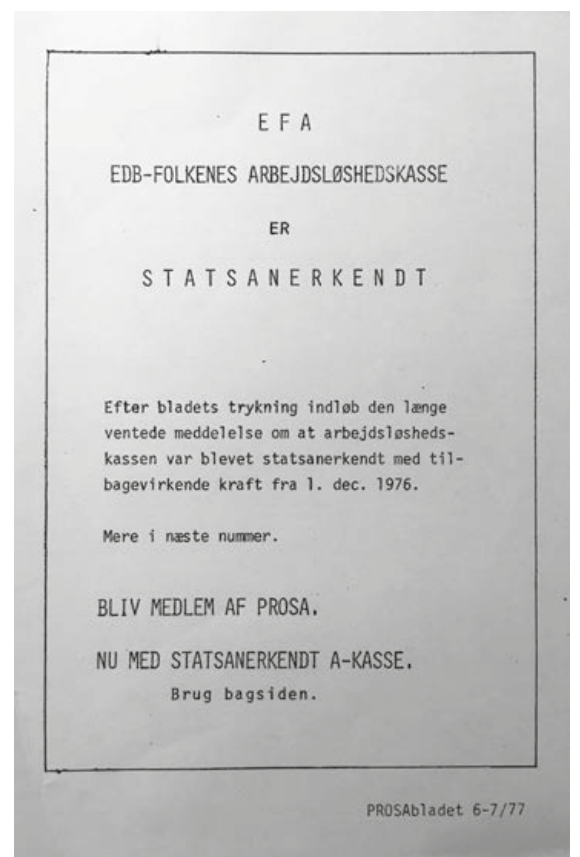 E F A
EDB-FOLKENES ARBEJDSLØSHEDSKASSE
ER
S T A T S A N E R K E N D T
Efter bladets trykning indløb den længe
ventede meddelelse om at arbejdsløsheds-
kassen var blevet statsanerkendt med til-
bagevirkende kraft fra 1. dec. 1976.
Mere i næste nummer.
BLIV MEDLEM AF PROSA.
NU MED STATSANERKENDT A-KASSE.
Brug bagsiden.
PROSAbladet 6-7/77